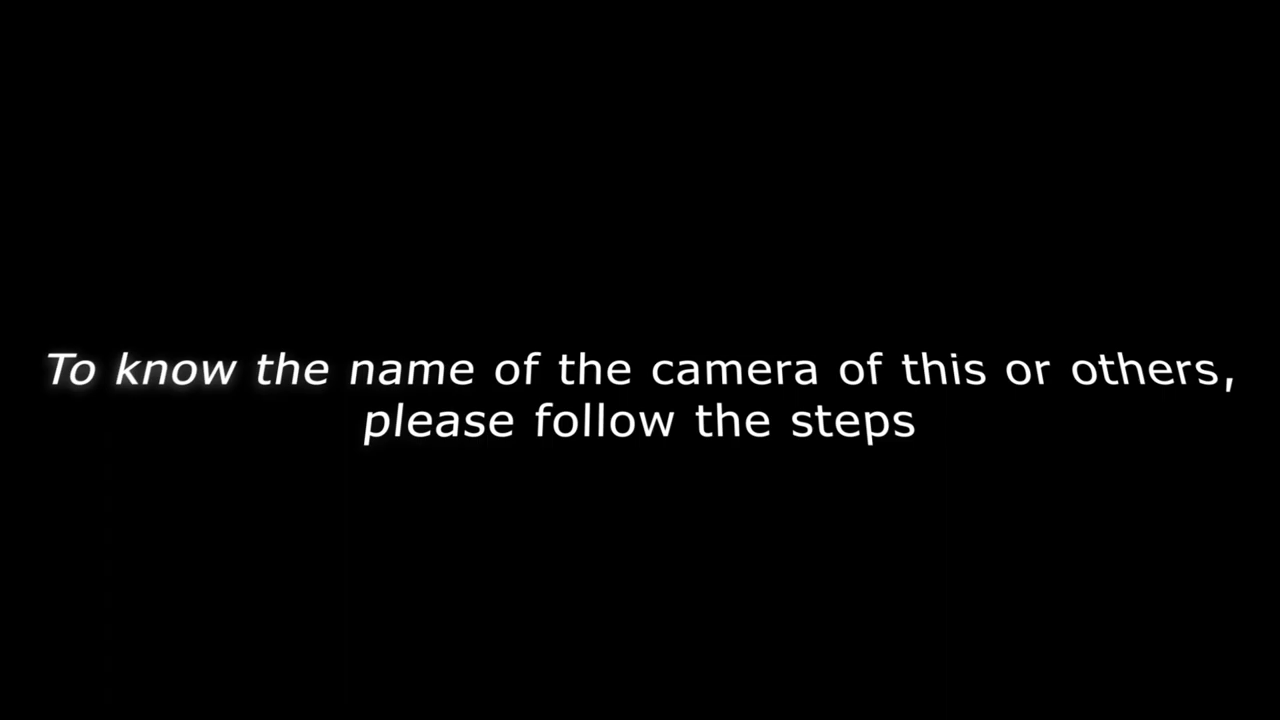 To know the name of the camera of this or others,
please follow the steps